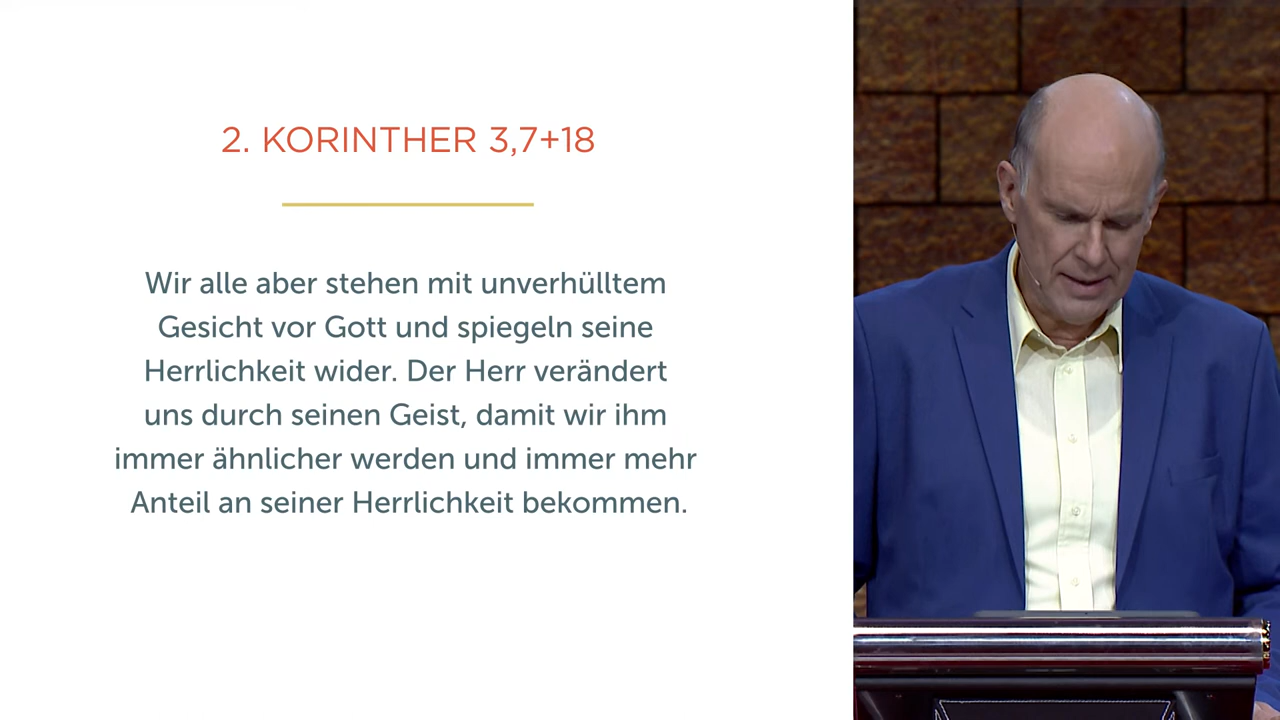 2. KORINTHER 3,7+18
Wir alle aber stehen mit unverhülltem
Gesicht vor Gott und spiegeln seine
Herrlichkeit wider. Der Herr verändert
uns durch seinen Geist, damit wir ihm
immer ähnlicher werden und immer mehr
Anteil an seiner Herrlichkeit bekommen.